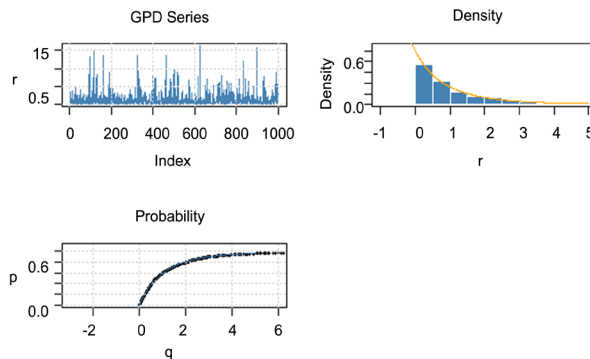 GPD Series
15
0.5
r
0 200 400 600 800 1000
Index
Density
0.6
0.0
Density
-1 0 1 2 3 4 5
r
Probability
0.6
0.0
p
-2 0 2 4 6
q